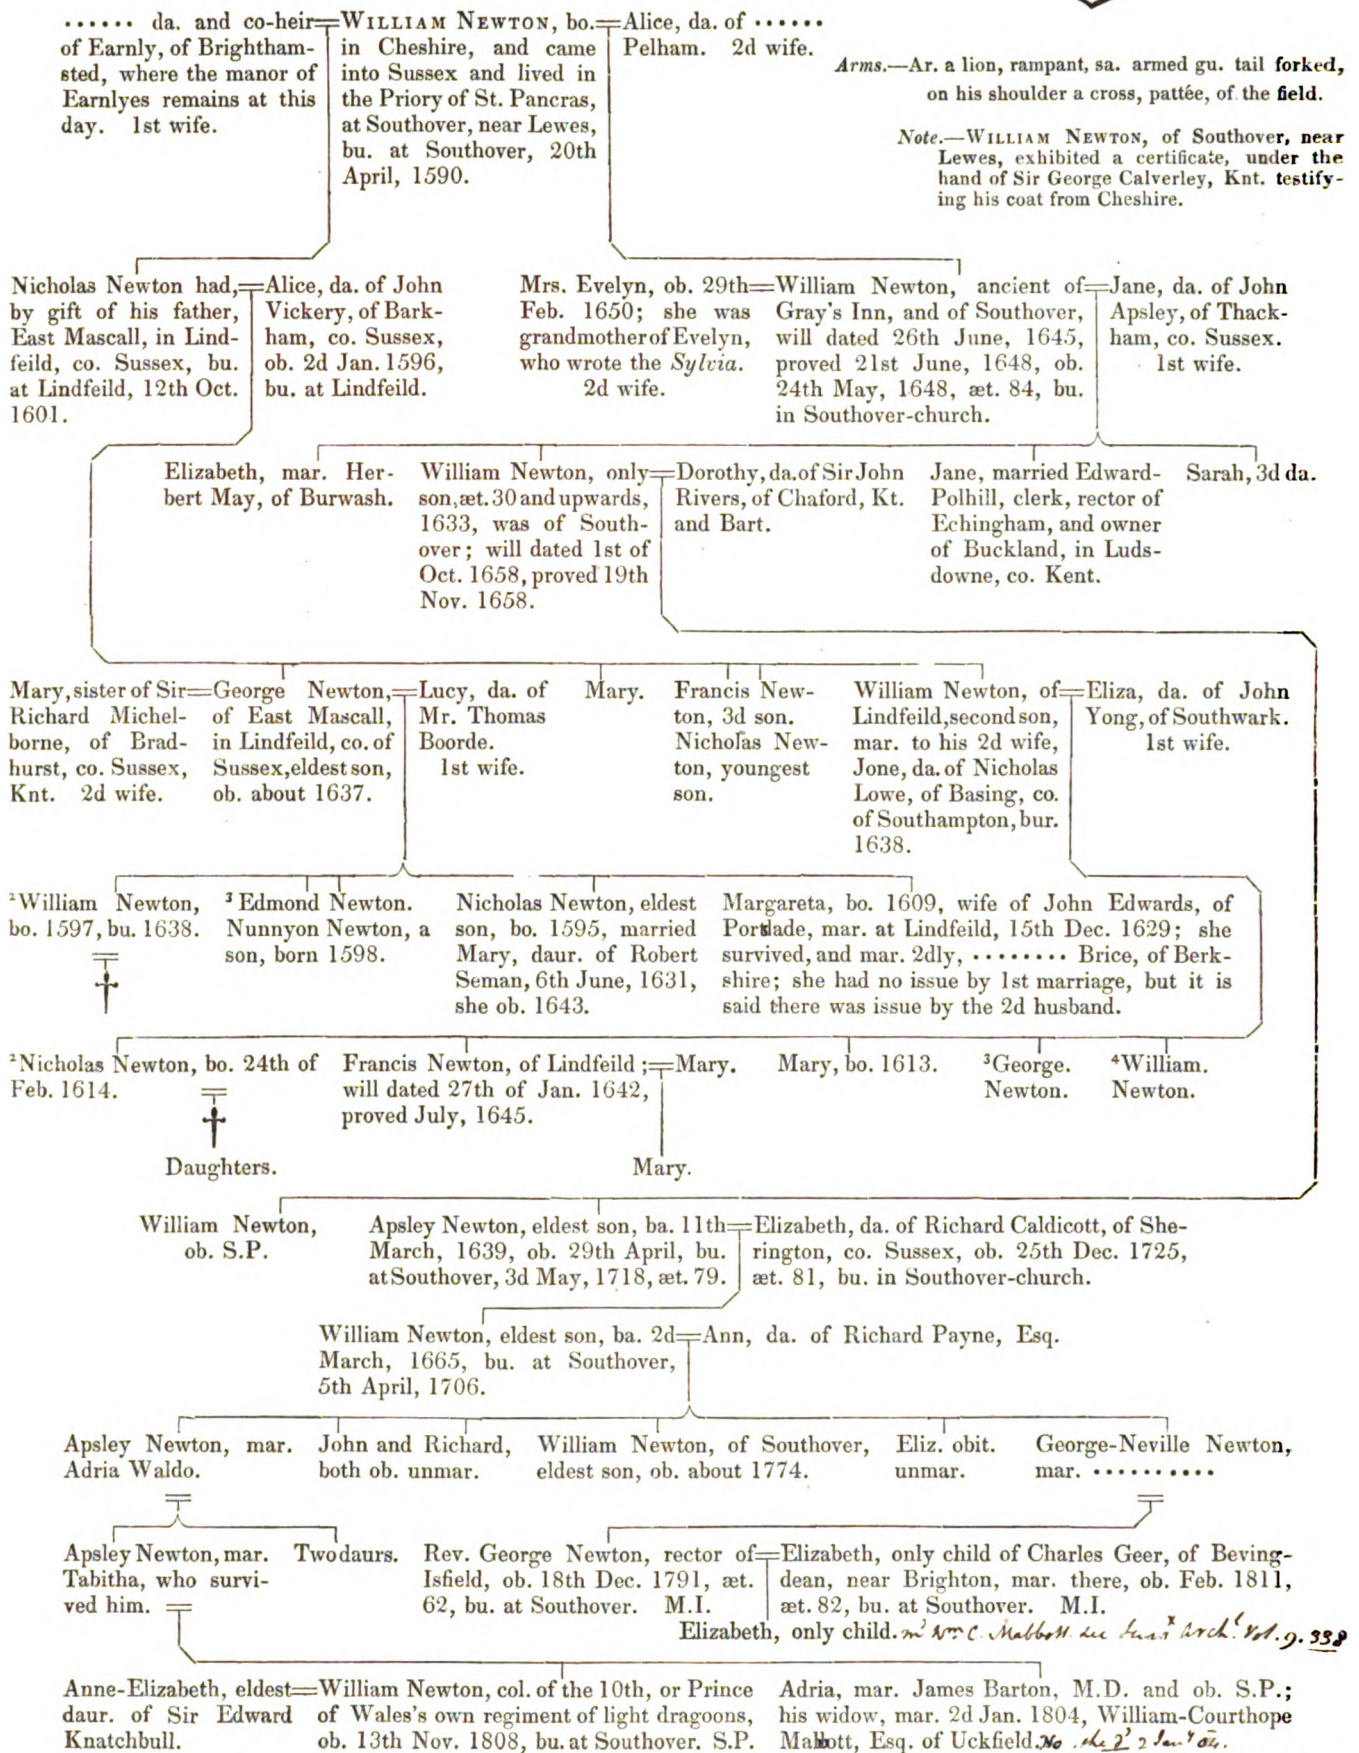 ······ da. and co-heir
of Earnly, of Brightham-
sted, where the manor of
Earnlyes remains at this
day. 1st wife.
WILLIAM NEWTON, bo.
in Cheshire, and came
into Sussex and lived in
the Priory of St. Pancras,
at Southover, near Lewes,
bu. at Southover, 20th
April, 1590.
Alice, da. of ······
Pelham. 2d wife.
Arms.—Ar. a lion, rampant, sa. armed gu. tail forked,
on his shoulder a cross, pattée, of the field.
Note.—WILLIAM NEWTON, of Southover, near
Lewes, exhibited a certificate, under the
hand of Sir George Calverley, Knt. testify-
ing his coat from Cheshire.
Nicholas Newton had,
by gift of his father,
East Mascall, in Lind-
feild, co. Sussex, bu.
at Lindfeild, 12th Oct.
1601.
Alice, da. of John
Vickery, of Bark-
ham, co. Sussex,
ob. 2d Jan. 1596,
bu. at Lindfeild.
Mrs. Evelyn, ob. 29th
Feb. 1650; she was
grandmother of Evelyn,
who wrote the Sylvia.
2d wife.
William Newton, ancient of
Gray's Inn, and of Southover,
will dated 26th June, 1645,
proved 21st June, 1648, ob.
24th May, 1648, æt. 84, bu.
in Southover-church.
Jane, da. of John
Apsley, of Thack-
ham, co. Sussex.
1st wife.
Elizabeth, mar. Her-
bert May, of Burwash.
William Newton, only
son, æt. 30 and upwards,
1633, was of South-
over; will dated 1st of
Oct. 1658, proved 19th
Nov. 1658.
Dorothy, da. of Sir John
Rivers, of Chaford, Kt.
and Bart.
Jane, married Edward-
Polhill, clerk, rector of
Echingham, and owner
of Buckland, in Luds-
downe, co. Kent.
Sarah, 3d da.
Mary, sister of Sir
Richard Michel-
borne, of Brad-
hurst, co. Sussex,
Knt. 2d wife.
George Newton,
of East Mascall,
in Lindfeild, co. of
Sussex, eldest son,
ob. about 1637.
Lucy, da. of
Mr. Thomas
Boorde.
1st wife.
Mary.
Francis New-
ton, 3d son.
Nicholas New-
ton, youngest
son.
William Newton, of
Lindfeild, second son,
mar. to his 2d wife,
Jone, da. of Nicholas
Lowe, of Basing, co.
of Southampton, bur.
1638.
Eliza, da. of John
Yong, of Southwark.
1st wife.
²William Newton,
bo. 1597, bu. 1638.
³Edmond Newton.
Nunnyon Newton, a
son, born 1598.
Nicholas Newton, eldest
son, bo. 1595, married
Mary, daur. of Robert
Seman, 6th June, 1631,
she ob. 1643.
Margareta, bo. 1609, wife of John Edwards, of
Portslade, mar. at Lindfeild, 15th Dec. 1629; she
survived, and mar. 2dly, ········ Brice, of Berk-
shire; she had no issue by 1st marriage, but it is
said there was issue by the 2d husband.
²Nicholas Newton, bo. 24th of
Feb. 1614.
Daughters.
Francis Newton, of Lindfeild;
will dated 27th of Jan. 1642,
proved July, 1645.
Mary.
Mary.
Mary, bo. 1613.
³George.
Newton.
⁴William.
Newton.
William Newton,
ob. S.P.
Apsley Newton, eldest son, ba. 11th
March, 1639, ob. 29th April, bu.
at Southover, 3d May, 1718, æt. 79.
Elizabeth, da. of Richard Caldicott, of She-
rington, co. Sussex, ob. 25th Dec. 1725,
æt. 81, bu. in Southover-church.
William Newton, eldest son, ba. 2d
March, 1665, bu. at Southover,
5th April, 1706.
Ann, da. of Richard Payne, Esq.
Apsley Newton, mar.
Adria Waldo.
John and Richard,
both ob. unmar.
William Newton, of Southover,
eldest son, ob. about 1774.
Eliz. obit.
unmar.
George-Neville Newton,
mar. ··········
Apsley Newton, mar.
Tabitha, who survi-
ved him.
Two daurs.
Rev. George Newton, rector of
Isfield, ob. 18th Dec. 1791, æt.
62, bu. at Southover. M.I.
Elizabeth, only child of Charles Geer, of Beving-
dean, near Brighton, mar. there, ob. Feb. 1811,
æt. 82, bu. at Southover. M.I.
Elizabeth, only child. Wm C. Mabbott Arch. Vol. 9. 338
Anne-Elizabeth, eldest
daur. of Sir Edward
Knatchbull.
William Newton, col. of the 10th, or Prince
of Wales's own regiment of light dragoons,
ob. 13th Nov. 1808, bu. at Southover. S.P.
Adria, mar. James Barton, M.D. and ob. S.P.;
his widow, mar. 2d Jan. 1804, William-Courthope
Mabbott, Esq. of Uckfield.